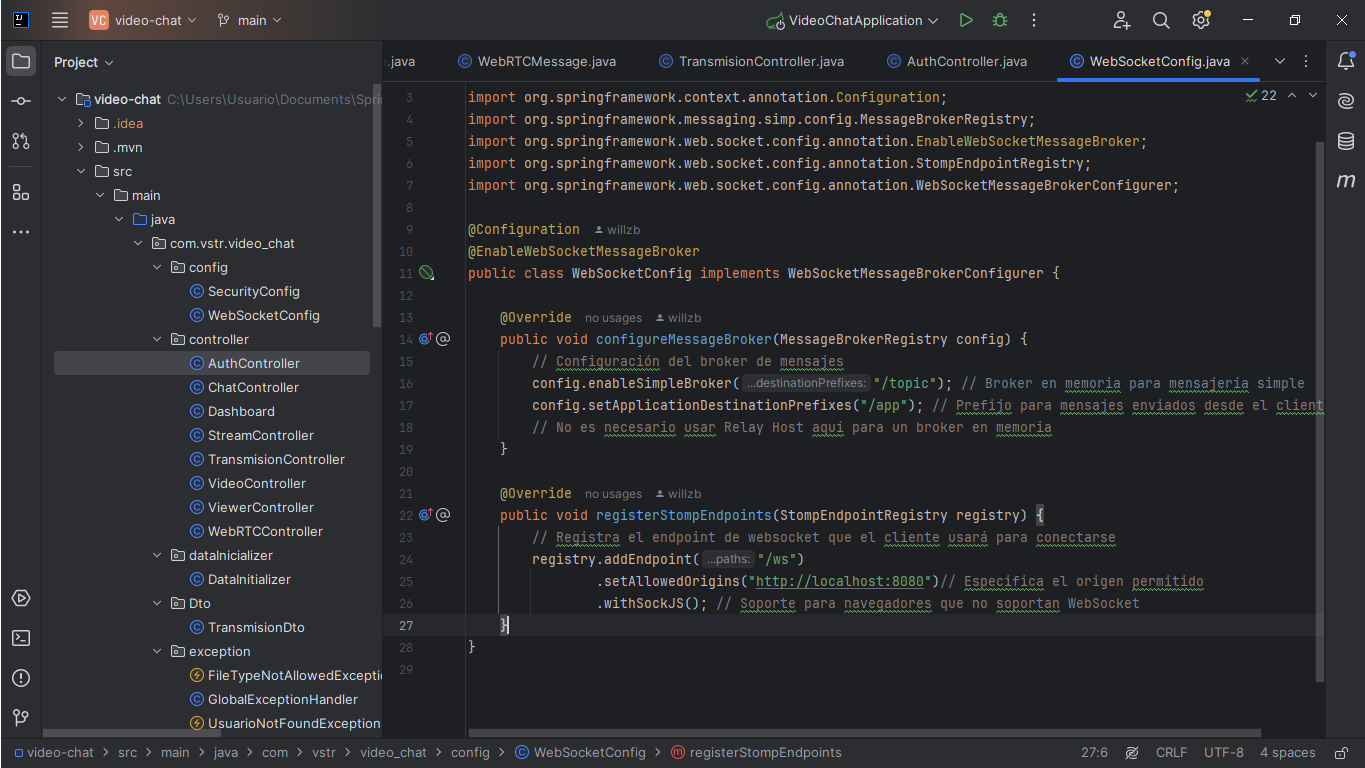 VC video-chat main VideoChatApplication
Project
video-chat C:\Users\Usuario\Documents\Spri
.idea
.mvn
src
main
java
com.vstr.video_chat
config
SecurityConfig
WebSocketConfig
controller
AuthController
ChatController
Dashboard
StreamController
TransmisionController
VideoController
ViewerController
WebRTCController
dataInicializer
DataInitializer
Dto
TransmisionDto
exception
FileTypeNotAllowedExceptio
GlobalExceptionHandler
UsuarioNotFoundException
.java WebRTCMessage.java TransmisionController.java AuthController.java WebSocketConfig.java
22
3 import org.springframework.context.annotation.Configuration;
4 import org.springframework.messaging.simp.config.MessageBrokerRegistry;
5 import org.springframework.web.socket.config.annotation.EnableWebSocketMessageBroker;
6 import org.springframework.web.socket.config.annotation.StompEndpointRegistry;
7 import org.springframework.web.socket.config.annotation.WebSocketMessageBrokerConfigurer;
8
9 @Configuration willzb
10 @EnableWebSocketMessageBroker
11 public class WebSocketConfig implements WebSocketMessageBrokerConfigurer {
12
13 @Override no usages willzb
14 public void configureMessageBroker(MessageBrokerRegistry config) {
15 // Configuración del broker de mensajes
16 config.enableSimpleBroker( ...destinationPrefixes: "/topic"); // Broker en memoria para mensajería simple
17 config.setApplicationDestinationPrefixes("/app"); // Prefijo para mensajes enviados desde el client
18 // No es necesario usar Relay Host aquí para un broker en memoria
19 }
20
21 @Override no usages willzb
22 public void registerStompEndpoints(StompEndpointRegistry registry) {
23 // Registra el endpoint de websocket que el cliente usará para conectarse
24 registry.addEndpoint( ...paths: "/ws")
25 .setAllowedOrigins("http://localhost:8080")// Especifica el origen permitido
26 .withSockJS(); // Soporte para navegadores que no soportan WebSocket
27 }
28 }
29
video-chat > src > main > java > com > vstr > video_chat > config > WebSocketConfig > registerStompEndpoints 27:6 CRLF UTF-8 4 spaces